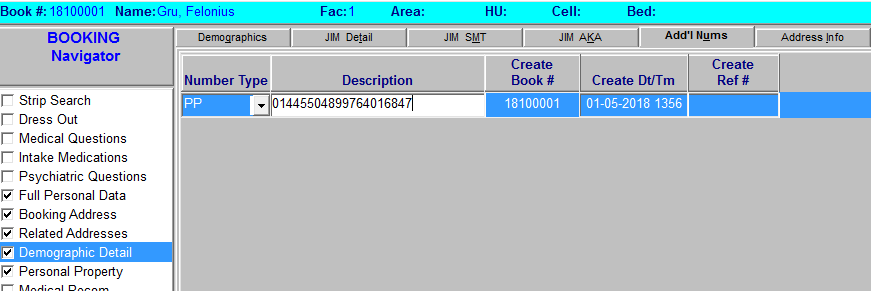 Book #: 18100001 Name: Gru, Felonius Fac: 1 Area: HU: Cell: Bed:
BOOKING
Navigator
Demographics JIM Detail JIM SMT JIM AKA Add'l Nums Address Info
Number Type Description Create Book # Create Dt/Tm Create Ref #
PP 01445504899764016847 18100001 01-05-2018 1356
Strip Search
Dress Out
Medical Questions
Intake Medications
Psychiatric Questions
Full Personal Data
Booking Address
Related Addresses
Demographic Detail
Personal Property
Medical Recom